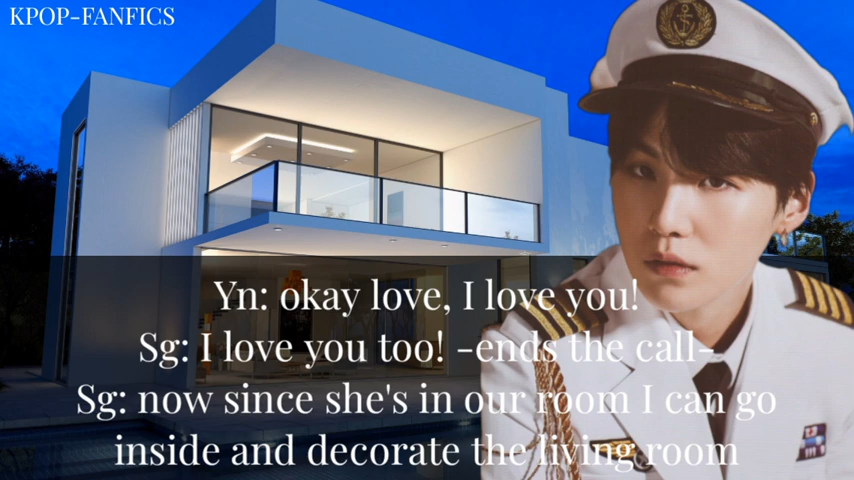 KPOP-FANFICS
Yn: okay love, I love you!
Sg: I love you too! -ends the call-
Sg: now since she's in our room I can go
inside and decorate the living room